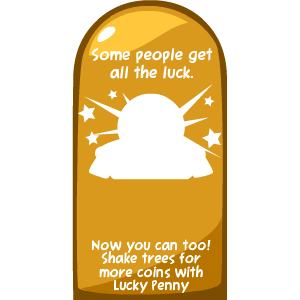 Some people get
all the luck.
Now you can too!
Shake trees for
more coins with
Lucky Penny